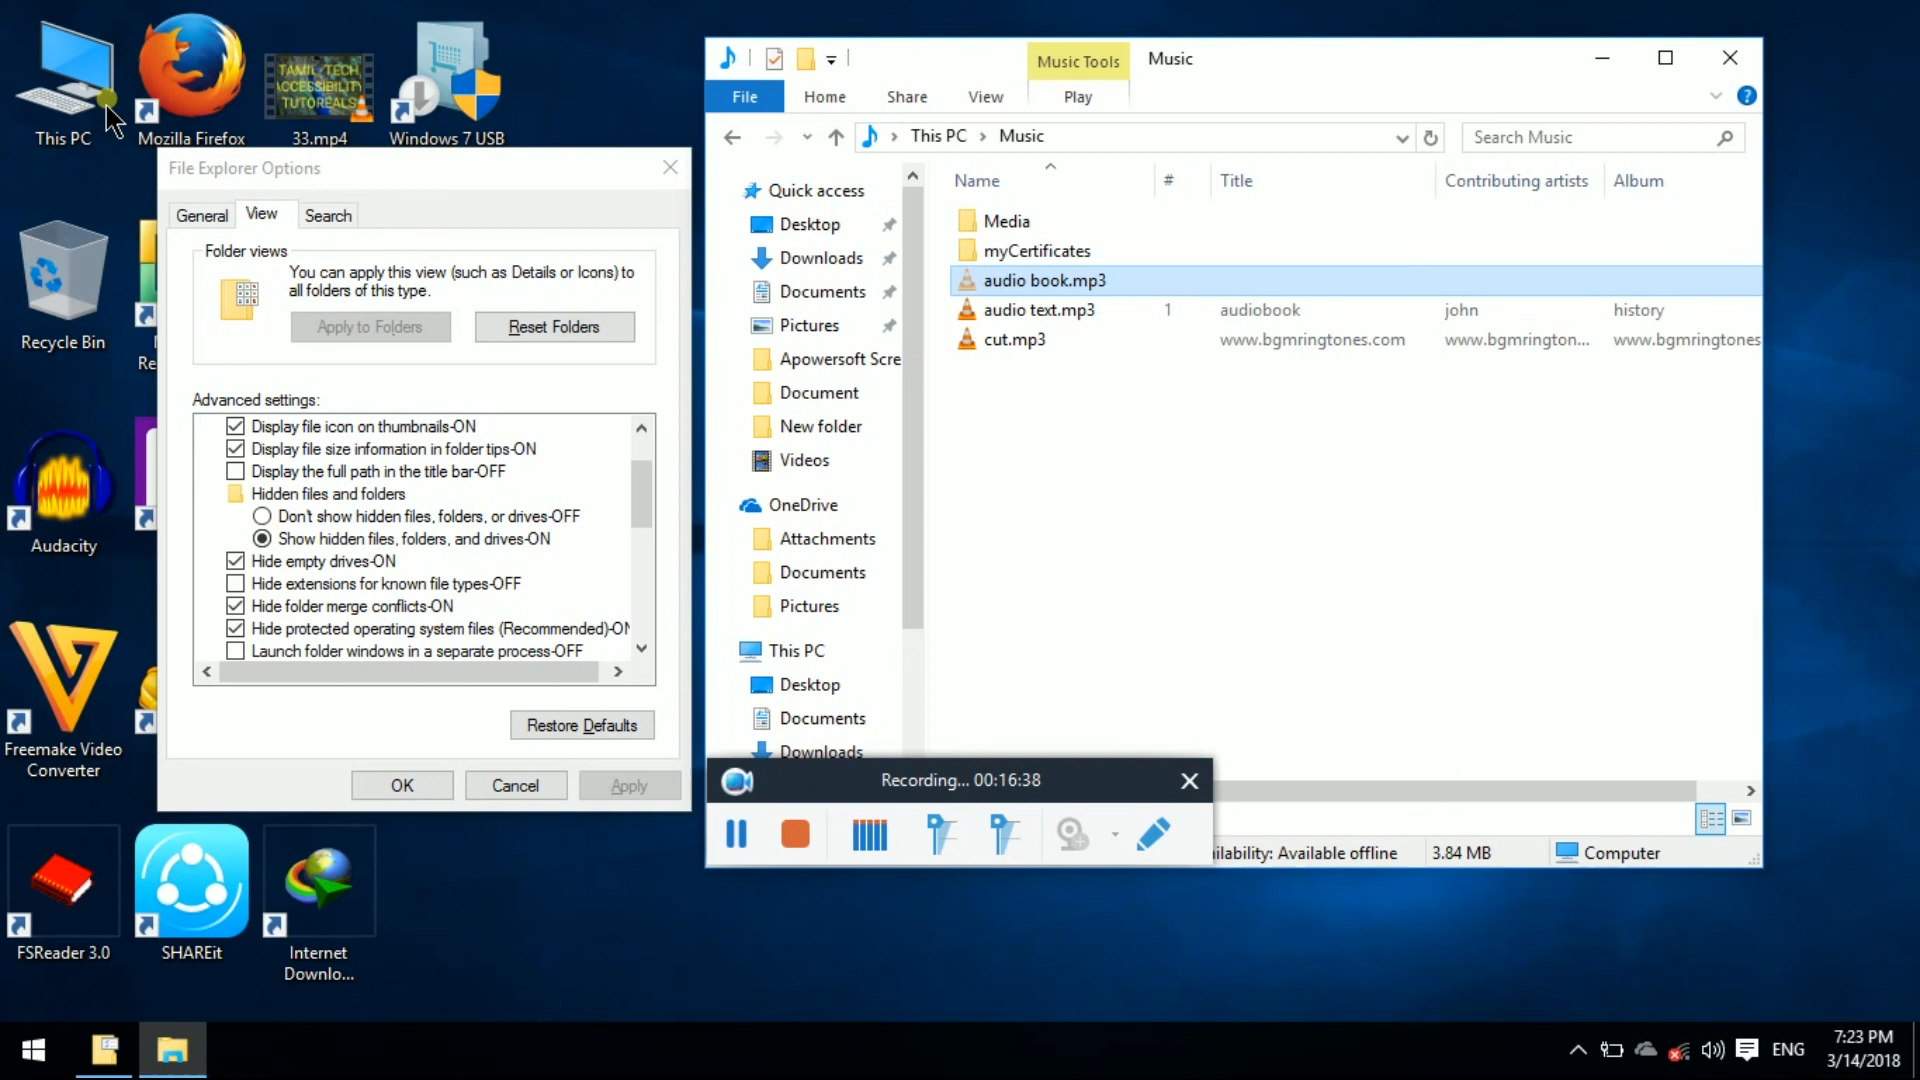 This PC
Mozilla Firefox
TAMIL TECH
ACCESSIBILITY
TUTOREALS
33.mp4
Windows 7 USB
Recycle Bin
Re
Audacity
Freemake Video
Converter
FSReader 3.0
SHAREit
Internet
Downlo...
File Explorer Options
General
View
Search
Folder views
You can apply this view (such as Details or Icons) to
all folders of this type.
Apply to Folders
Reset Folders
Advanced settings:
Display file icon on thumbnails-ON
Display file size information in folder tips-ON
Display the full path in the title bar-OFF
Hidden files and folders
Don't show hidden files, folders, or drives-OFF
Show hidden files, folders, and drives-ON
Hide empty drives-ON
Hide extensions for known file types-OFF
Hide folder merge conflicts-ON
Hide protected operating system files (Recommended)-ON
Launch folder windows in a separate process-OFF
Restore Defaults
OK
Cancel
Apply
Music Tools
Music
File
Home
Share
View
Play
This PC
Music
Search Music
Quick access
Desktop
Downloads
Documents
Pictures
Apowersoft Scre
Document
New folder
Videos
OneDrive
Attachments
Documents
Pictures
This PC
Desktop
Documents
Downloads
Name # Title Contributing artists Album
Media
myCertificates
audio book.mp3
audio text.mp3 1 audiobook john history
cut.mp3 www.bgmringtones.com www.bgmrington... www.bgmringtones
Recording... 00:16:38
ilability: Available offline
3.84 MB
Computer
ENG
7:23 PM
3/14/2018